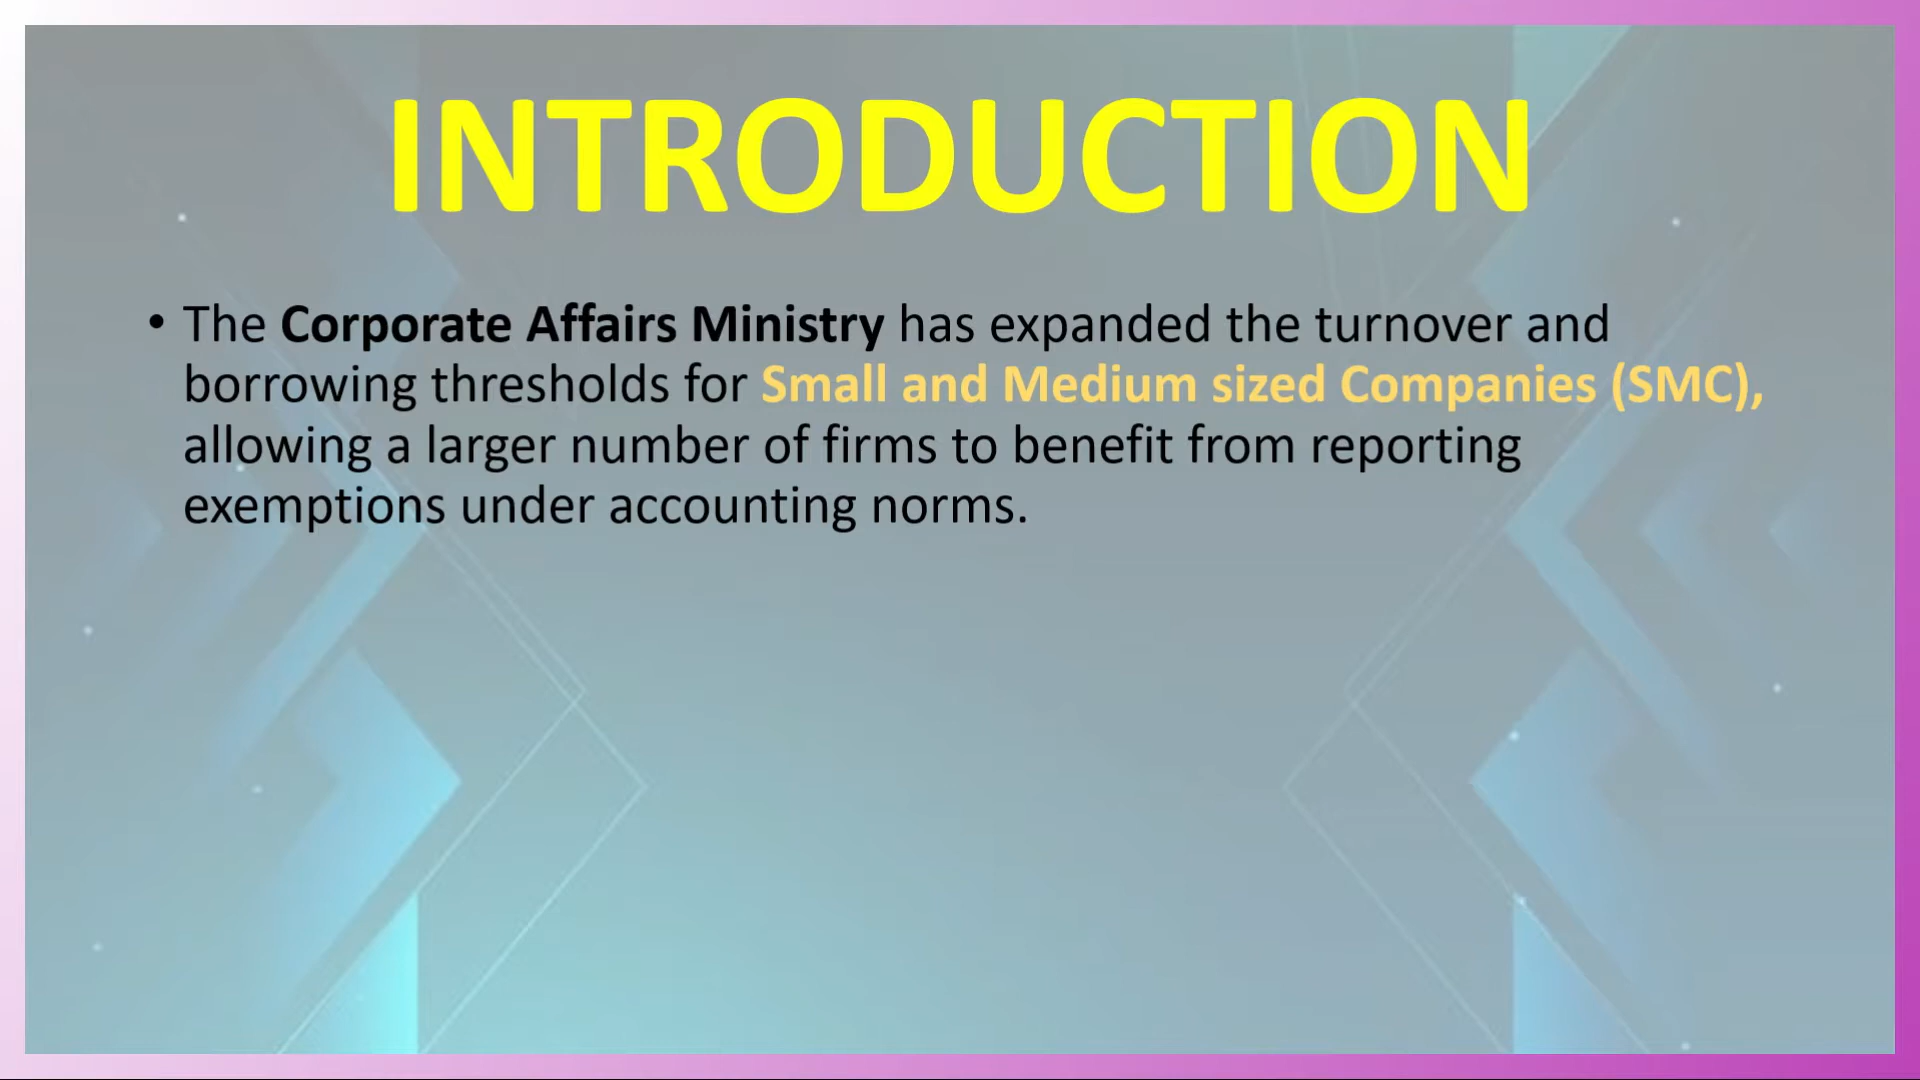 INTRODUCTION
• The Corporate Affairs Ministry has expanded the turnover and
borrowing thresholds for Small and Medium sized Companies (SMC),
allowing a larger number of firms to benefit from reporting
exemptions under accounting norms.